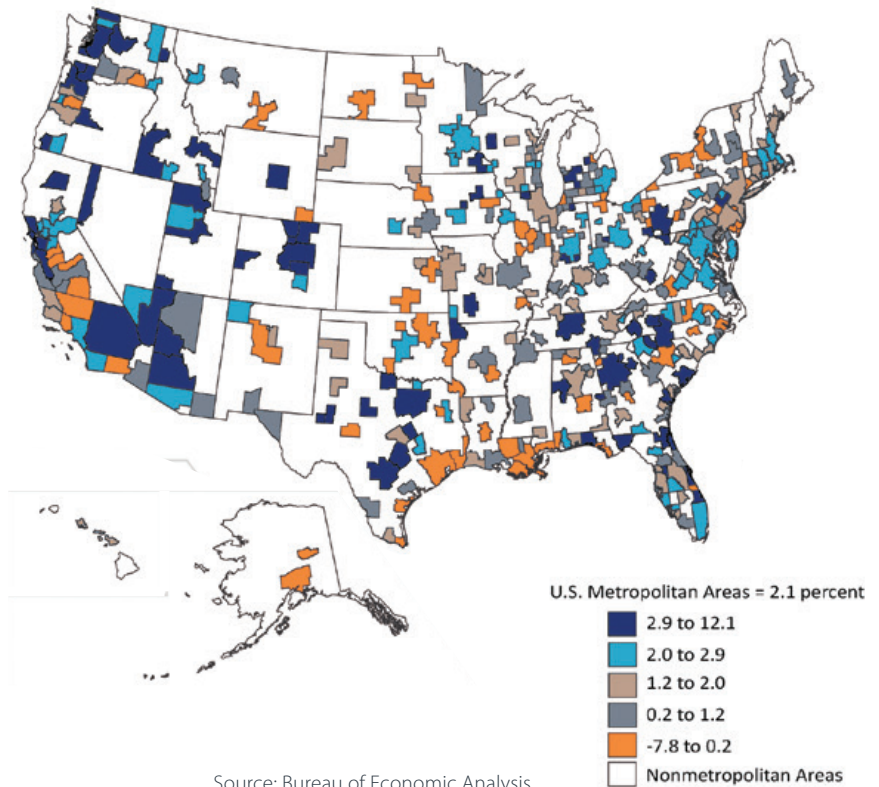 U.S. Metropolitan Areas = 2.1 percent
2.9 to 12.1
2.0 to 2.9
1.2 to 2.0
0.2 to 1.2
-7.8 to 0.2
Nonmetropolitan Areas
Source: Bureau of Economic Analysis